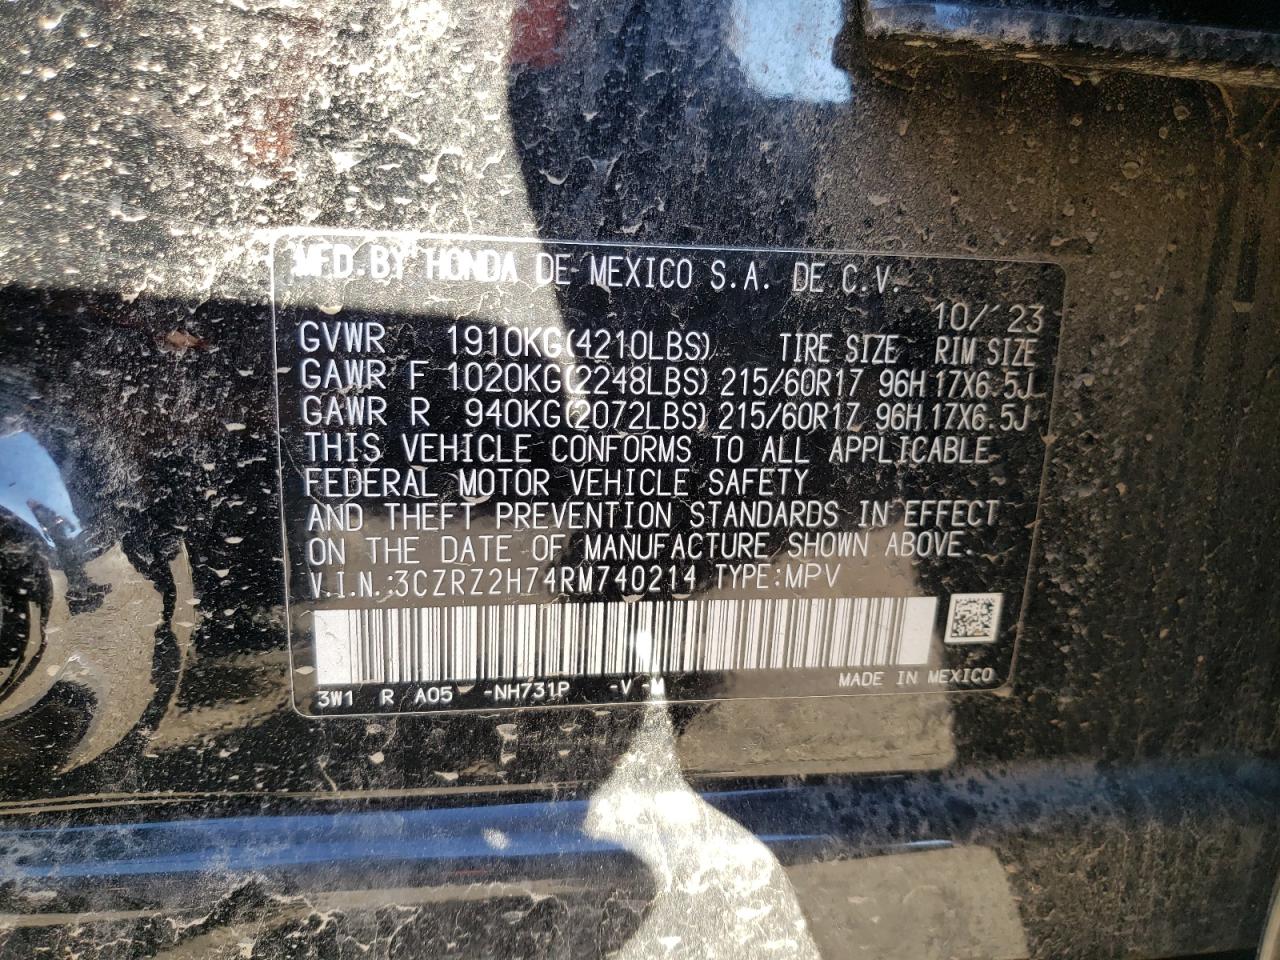 MFD.BY HONDA DE MEXICO S.A. DE C.V.
10/ '23
GVWR 1910KG(4210LBS) TIRE SIZE RIM SIZE
GAWR F 1020KG(2248LBS) 215/60R17 96H 17X6.5J
GAWR R 940KG(2072LBS) 215/60R17 96H 17X6.5J
THIS VEHICLE CONFORMS TO ALL APPLICABLE
FEDERAL MOTOR VEHICLE SAFETY
AND THEFT PREVENTION STANDARDS IN EFFECT
ON THE DATE OF MANUFACTURE SHOWN ABOVE.
V.I.N.:3CZRZ2H74RM740214 TYPE:MPV
3W1 R A05 -NH731P -V -M MADE IN MEXICO